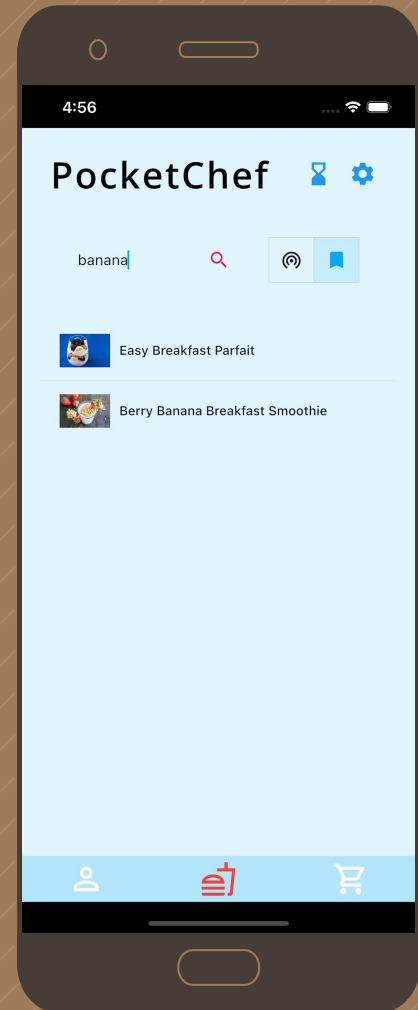 4:56
PocketChef
banana
Easy Breakfast Parfait
Berry Banana Breakfast Smoothie